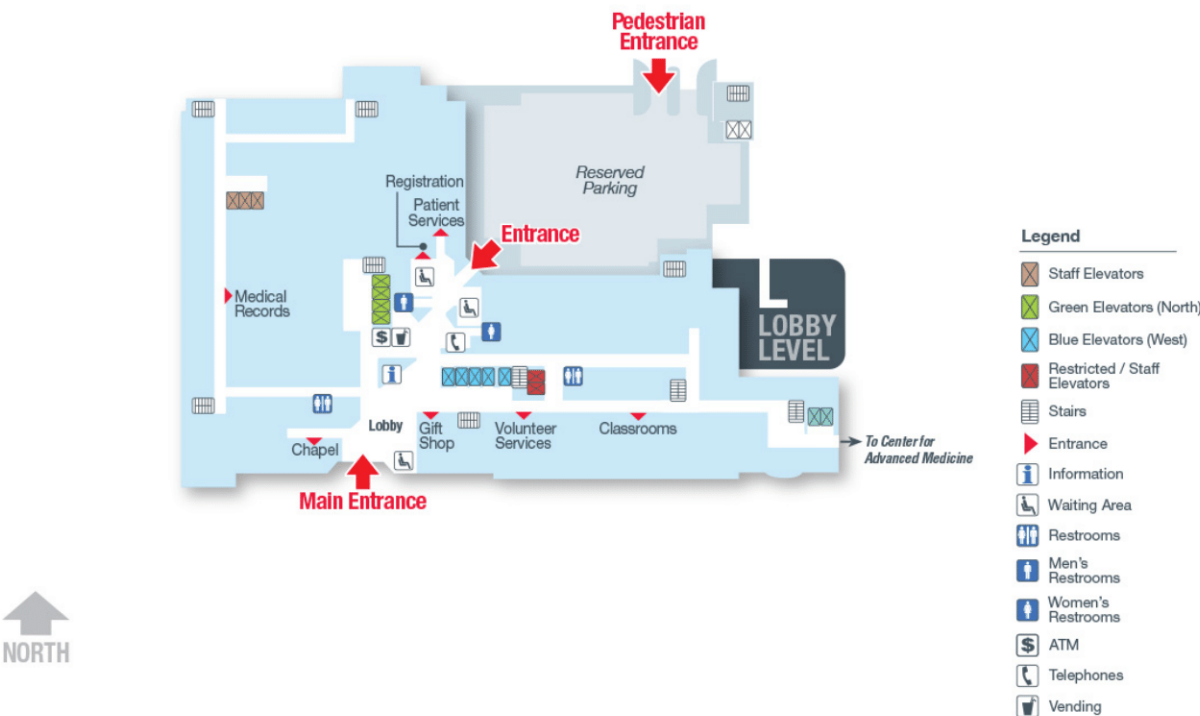 Pedestrian
Entrance
Reserved
Parking
Registration
Patient
Services
Entrance
Medical
Records
$
i
LOBBY
LEVEL
Lobby
Gift
Shop
Volunteer
Services
Classrooms
Chapel
To Center for
Advanced Medicine
Main Entrance
NORTH
Legend
Staff Elevators
Green Elevators (North)
Blue Elevators (West)
Restricted / Staff
Elevators
Stairs
Entrance
i
Information
Waiting Area
Restrooms
Men's
Restrooms
Women's
Restrooms
$
ATM
Telephones
Vending